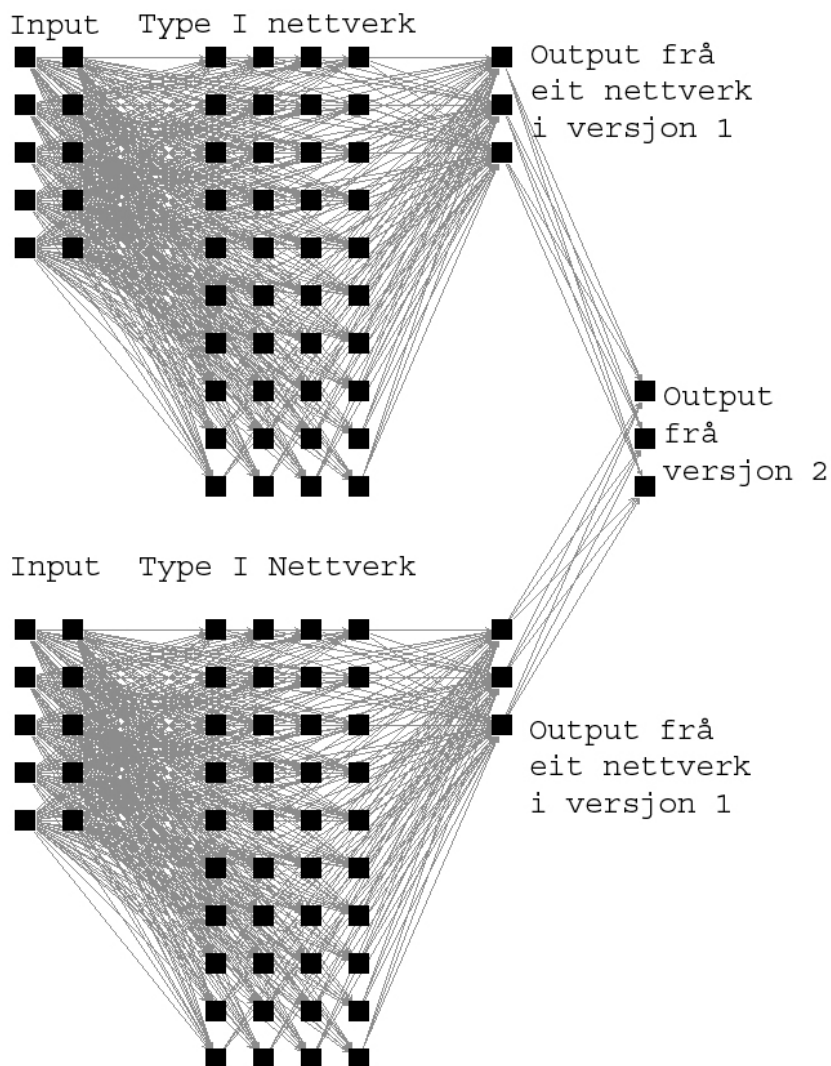 Input Type I nettverk
Output frå
eit nettverk
i versjon 1
Output
frå
versjon 2
Input Type I Nettverk
Output frå
eit nettverk
i versjon 1